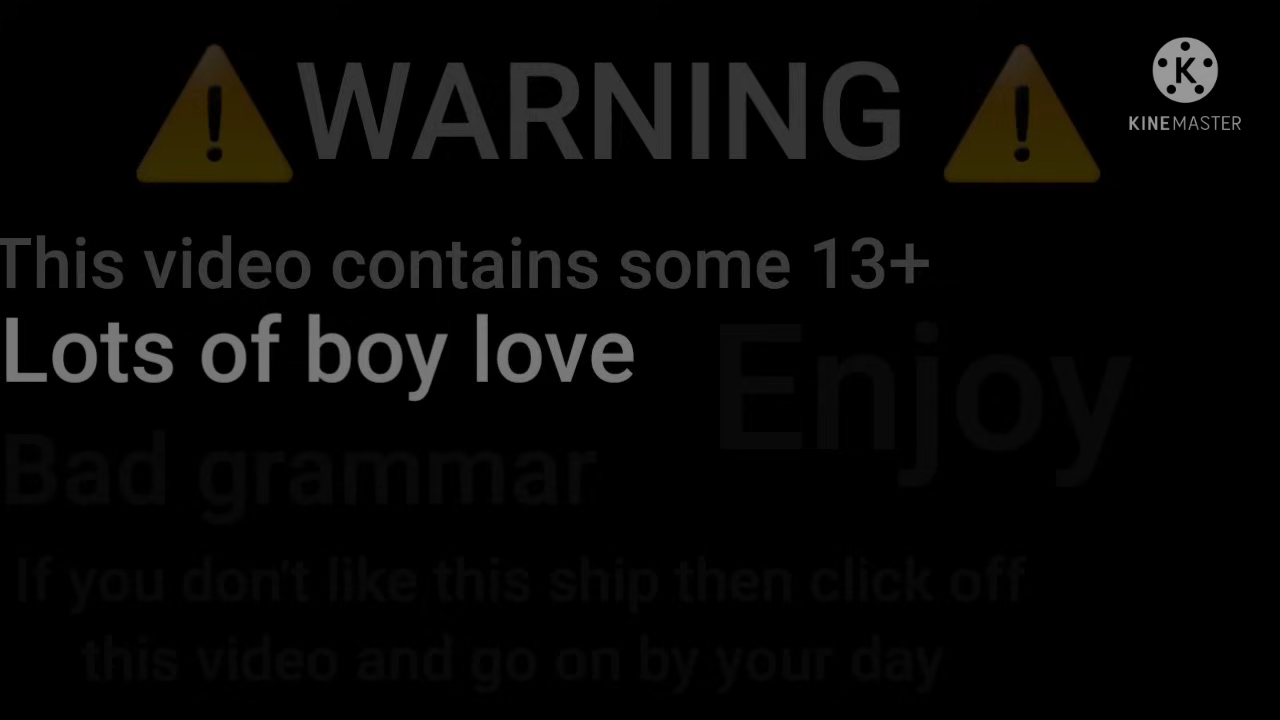 WARNING
KINEMASTER
This video contains some 13+
Lots of boy love
Enjoy
Bad grammar
If you don't like this ship then click off
this video and go on by your day